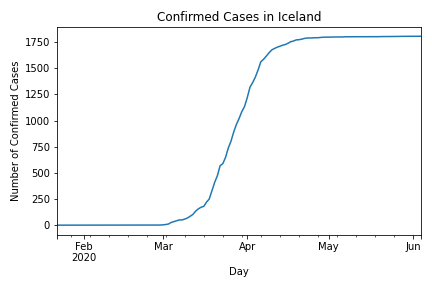 Confirmed Cases in Iceland
Number of Confirmed Cases
1750
1500
1250
1000
750
500
250
0
Feb
2020
Mar
Apr
May
Jun
Day